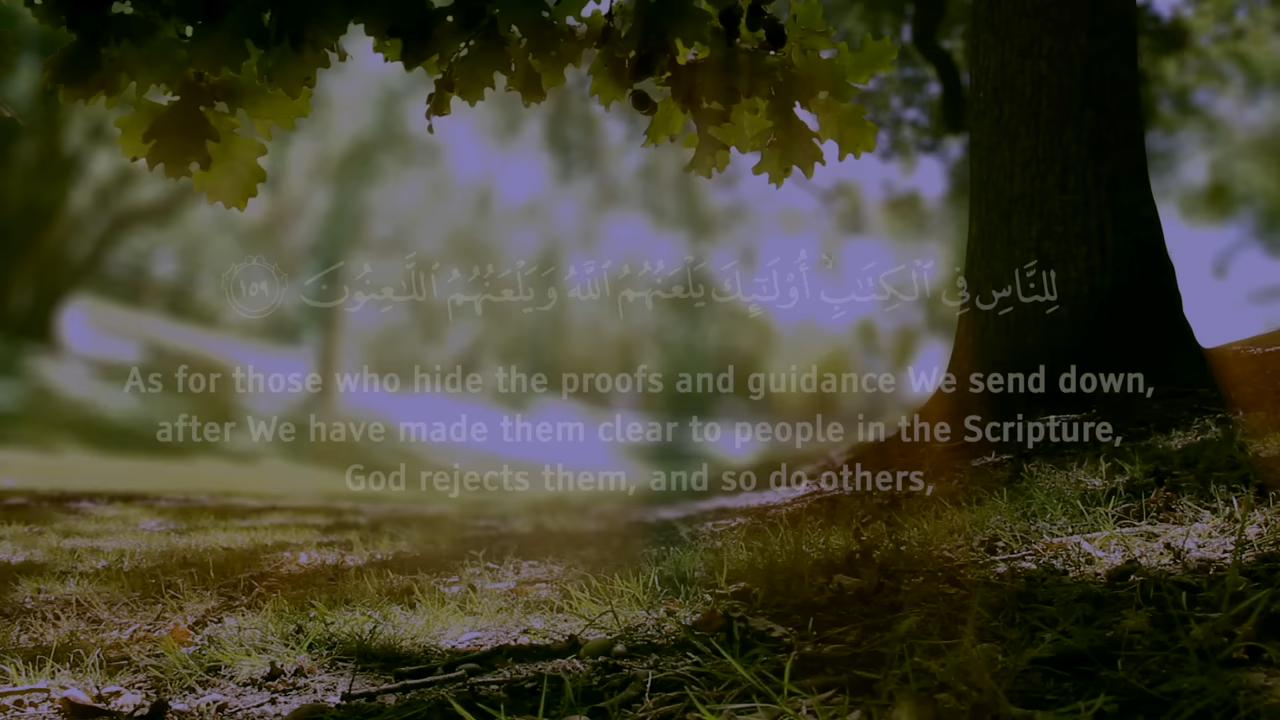 لِلنَّاسِ فِي ٱلْكِتَٰبِ أُو۟لَٰٓئِكَ يَلْعَنُهُمُ ٱللَّهُ وَيَلْعَنُهُمُ ٱللَّٰعِنُونَ ١٥٩
As for those who hide the proofs and guidance We send down,
after We have made them clear to people in the Scripture,
God rejects them, and so do others,